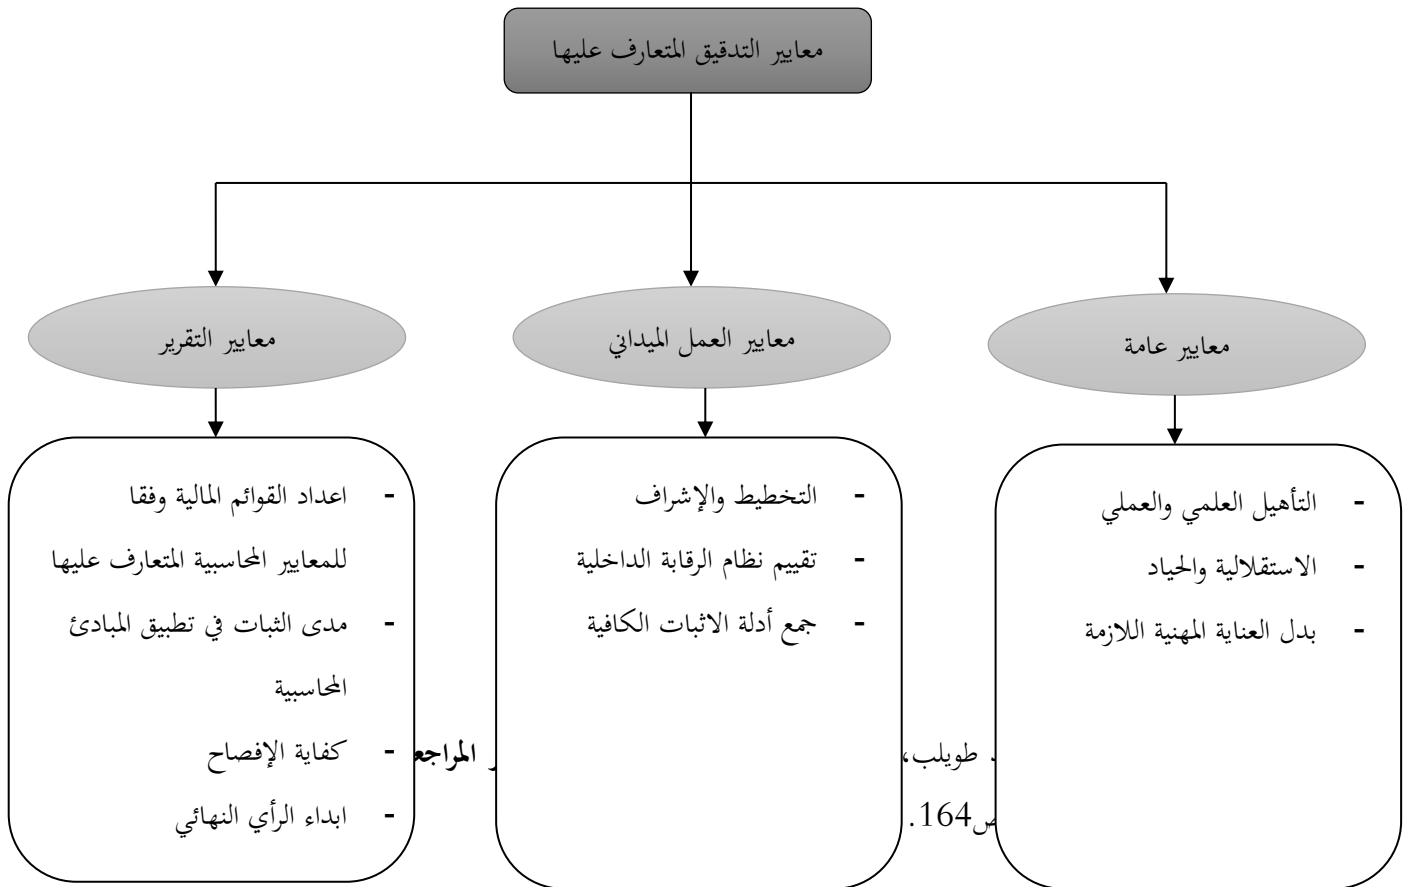 معايير التدقيق المتعارف عليها
معايير عامة
معايير العمل الميداني
معايير التقرير
- التأهيل العلمي والعملي
- الاستقلالية والحياد
- بدل العناية المهنية اللازمة
- التخطيط والإشراف
- تقييم نظام الرقابة الداخلية
- جمع أدلة الاثبات الكافية
- اعداد القوائم المالية وفقا
للمعايير المحاسبية المتعارف عليها
- مدى الثبات في تطبيق المبادئ
المحاسبية
- كفاية الإفصاح
- ابداء الرأي النهائي
طويلب،
ص164.